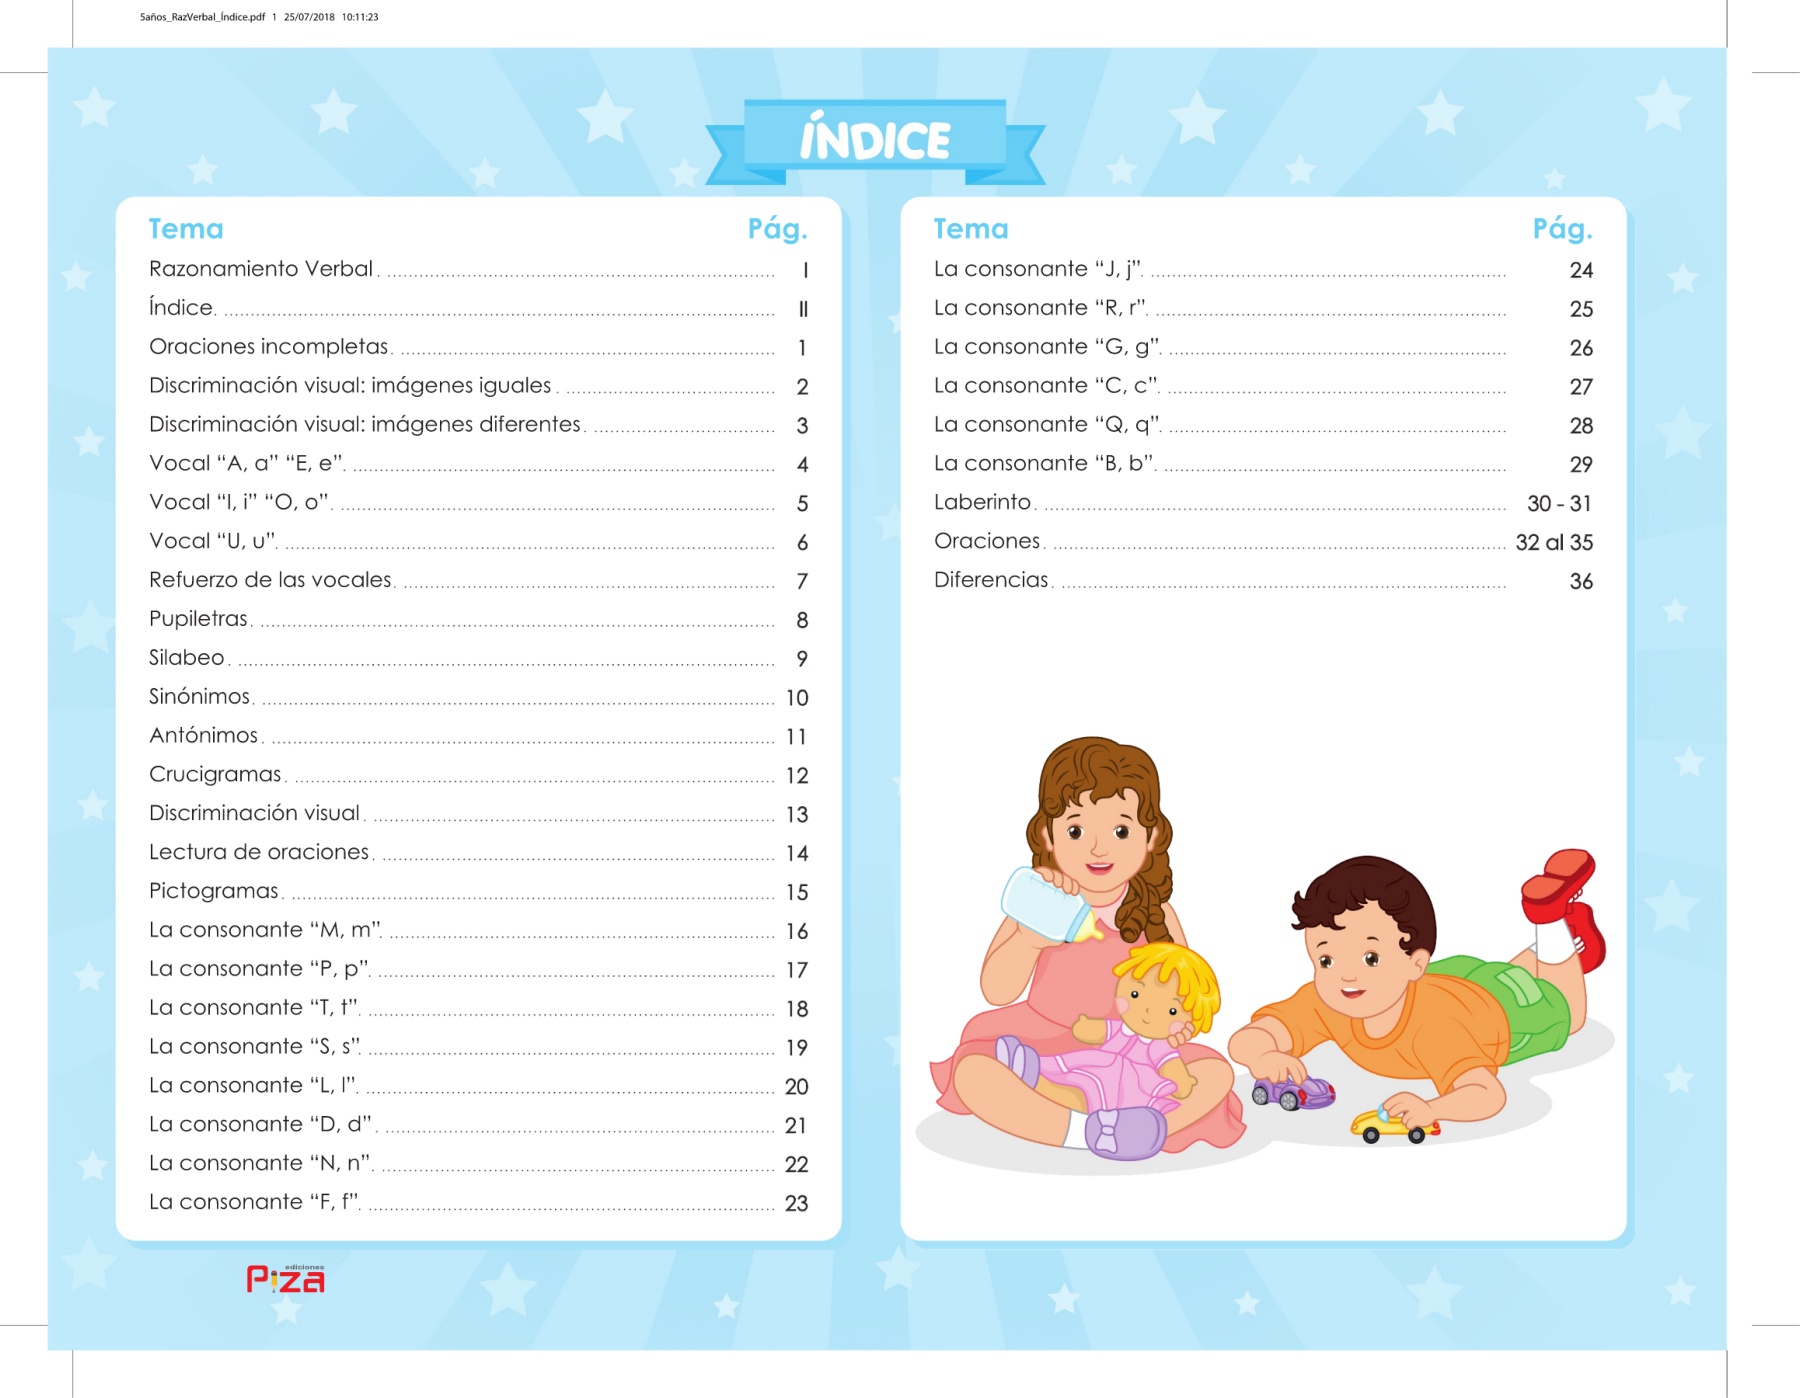 5años_RazVerbal_Índice.pdf 1 25/07/2018 10:11:23
ÍNDICE
Tema Pág.
Razonamiento Verbal. I
Índice. II
Oraciones incompletas. 1
Discriminación visual: imágenes iguales. 2
Discriminación visual: imágenes diferentes. 3
Vocal “A, a” “E, e”. 4
Vocal “I, i” “O, o”. 5
Vocal “U, u”. 6
Refuerzo de las vocales. 7
Pupiletras. 8
Silabeo. 9
Sinónimos. 10
Antónimos. 11
Crucigramas. 12
Discriminación visual. 13
Lectura de oraciones. 14
Pictogramas. 15
La consonante “M, m”. 16
La consonante “P, p”. 17
La consonante “T, t”. 18
La consonante “S, s”. 19
La consonante “L, l”. 20
La consonante “D, d”. 21
La consonante “N, n”. 22
La consonante “F, f”. 23
Tema Pág.
La consonante “J, j”. 24
La consonante “R, r”. 25
La consonante “G, g”. 26
La consonante “C, c”. 27
La consonante “Q, q”. 28
La consonante “B, b”. 29
Laberinto. 30 - 31
Oraciones. 32 al 35
Diferencias. 36
ediciones
Piza